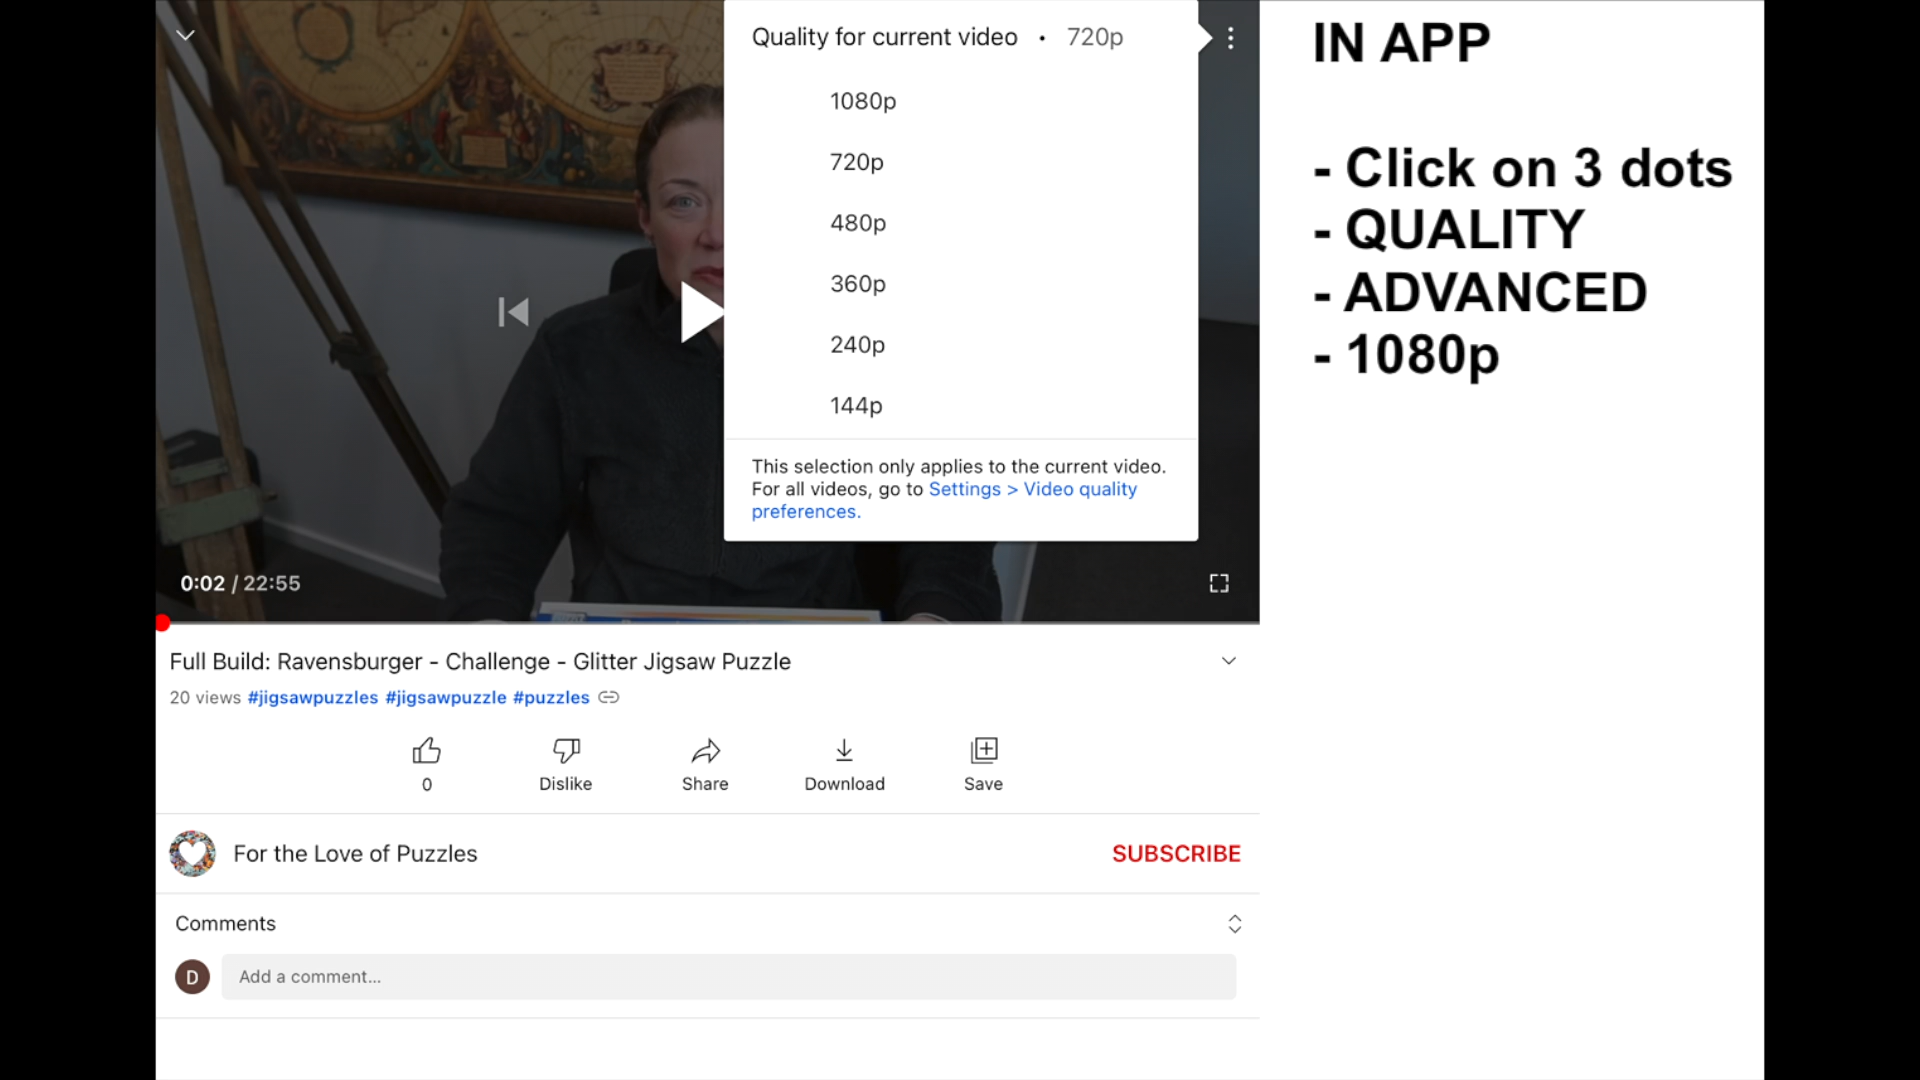 Quality for current video • 720p
1080p
720p
480p
360p
240p
144p
This selection only applies to the current video.
For all videos, go to Settings > Video quality
preferences.
0:02 / 22:55
Full Build: Ravensburger - Challenge - Glitter Jigsaw Puzzle
20 views #jigsawpuzzles #jigsawpuzzle #puzzles
0
Dislike
Share
Download
Save
For the Love of Puzzles
SUBSCRIBE
Comments
D
Add a comment...
IN APP
- Click on 3 dots
- QUALITY
- ADVANCED
- 1080p